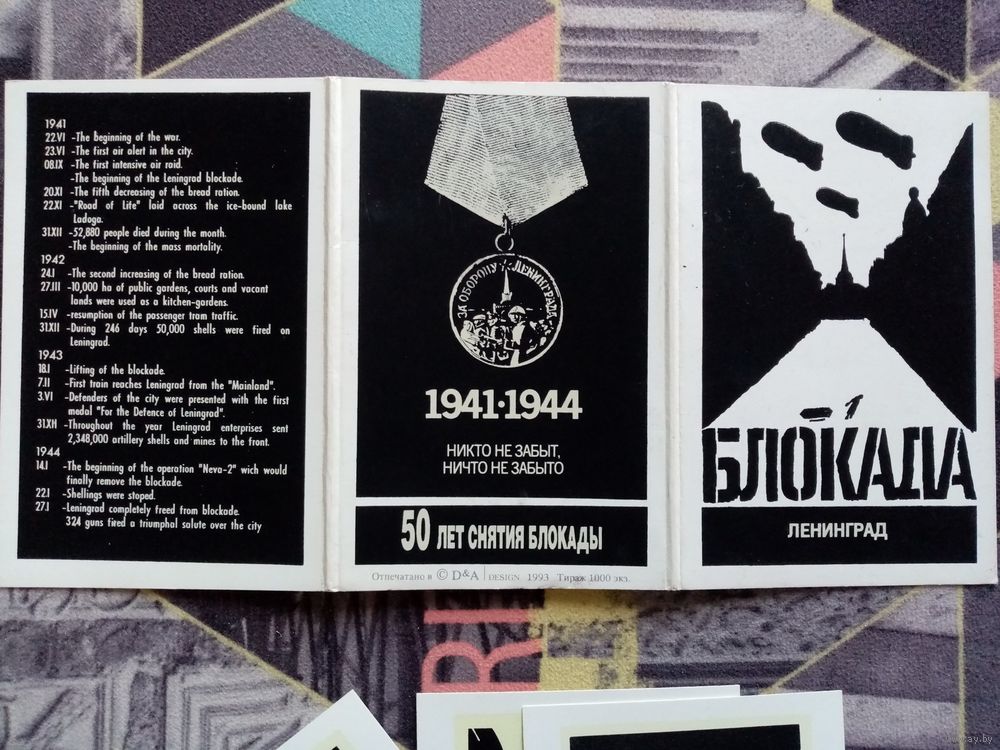 1941
22.VI -The beginning of the war.
23.VI -The first air alert in the city.
08.IX -The first intensive air raid.
-The beginning of the Leningrad blockade.
20.XI -The fifth decreasing of the bread ration.
22.XI -"Road of Life" laid across the ice-bound lake
Ladoga.
31.XII -52,880 people died during the month.
-The beginning of the mass mortality.
1942
24.I -The second increasing of the bread ration.
27.III -10,000 ha of public gardens, courts and vacant
lands were used as a kitchen-gardens.
15.IV -resumption of the passenger tram traffic.
31.XII -During 246 days 50,000 shells were fired on
Leningrad.
1943
18.I -Lifting of the blockade.
7.II -First train reaches Leningrad from the "Mainland".
3.VI -Defenders of the city were presented with the first
medal "For the Defence of Leningrad".
31.XII -Throughout the year Leningrad enterprises sent
2,348,000 artillery shells and mines to the front.
1944
14.I -The beginning of the operation "Neva-2" wich would
finally remove the blockade.
22.I -Shellings were stoped.
27.I -Leningrad completely freed from blockade.
324 guns fired a triumphal salute over the city
ЗА ОБОРОНУ ЛЕНИНГРАДА
1941·1944
НИКТО НЕ ЗАБЫТ,
НИЧТО НЕ ЗАБЫТО
50 ЛЕТ СНЯТИЯ БЛОКАДЫ
Отпечатано в © D&A | DESIGN 1993 Тираж 1000 экз.
БЛОКАДА
ЛЕНИНГРАД